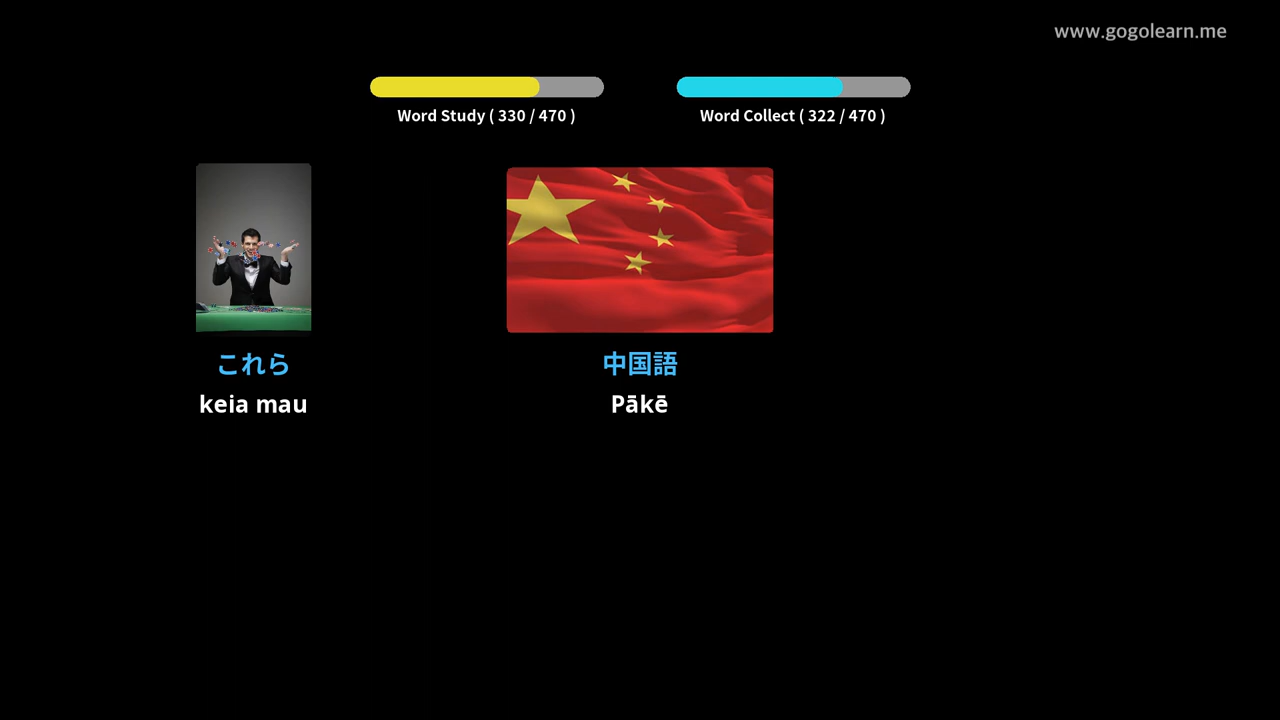 www.gogolearn.me
Word Study ( 330 / 470 )
Word Collect ( 322 / 470 )
これら
keia mau
中国語
Pākē